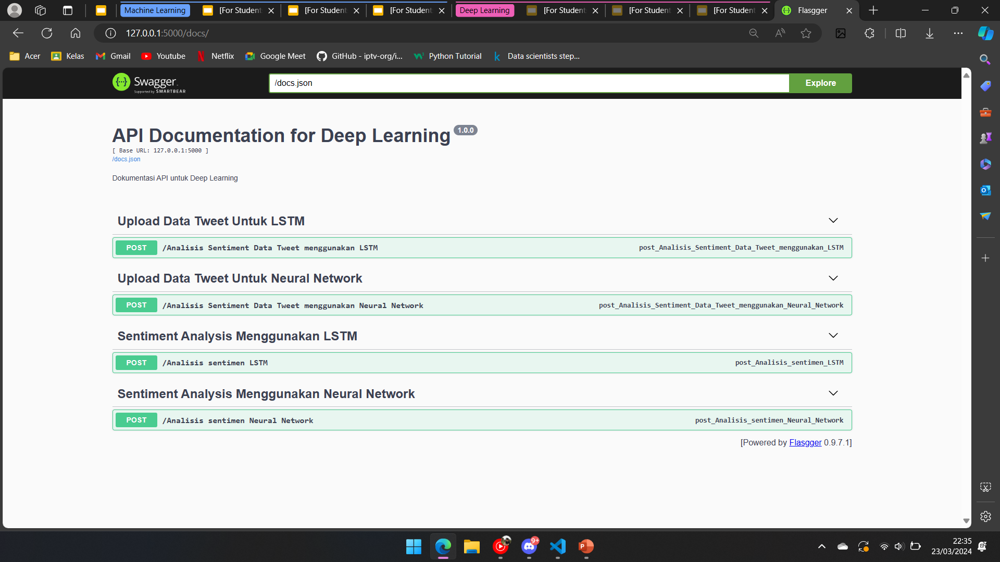 Machine Learning
[For Student
[For Student
[For Student
Deep Learning
[For Student
[For Student
[For Student
Flasgger
127.0.0.1:5000/docs/
Acer
Kelas
Gmail
Youtube
Netflix
Google Meet
GitHub - iptv-org/i...
Python Tutorial
Data scientists step...
Swagger.
Supported by SMARTBEAR
/docs.json
Explore
API Documentation for Deep Learning 1.0.0
[ Base URL: 127.0.0.1:5000 ]
/docs.json
Dokumentasi API untuk Deep Learning
Upload Data Tweet Untuk LSTM
POST /Analisis Sentiment Data Tweet menggunakan LSTM post_Analisis_Sentiment_Data_Tweet_menggunakan_LSTM
Upload Data Tweet Untuk Neural Network
POST /Analisis Sentiment Data Tweet menggunakan Neural Network post_Analisis_Sentiment_Data_Tweet_menggunakan_Neural_Network
Sentiment Analysis Menggunakan LSTM
POST /Analisis sentimen LSTM post_Analisis_sentimen_LSTM
Sentiment Analysis Menggunakan Neural Network
POST /Analisis sentimen Neural Network post_Analisis_sentimen_Neural_Network
[Powered by Flasgger 0.9.7.1]
9+
22:35
23/03/2024